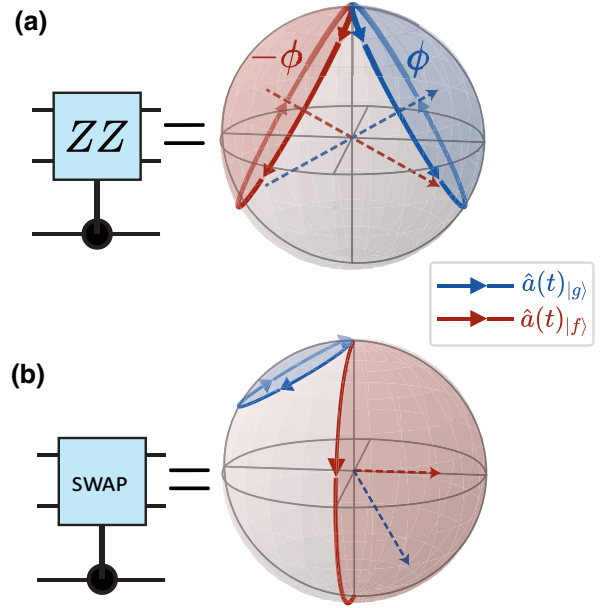 (a)
−ϕ ϕ
ZZ
â(t)|g⟩
â(t)|f⟩
(b)
SWAP